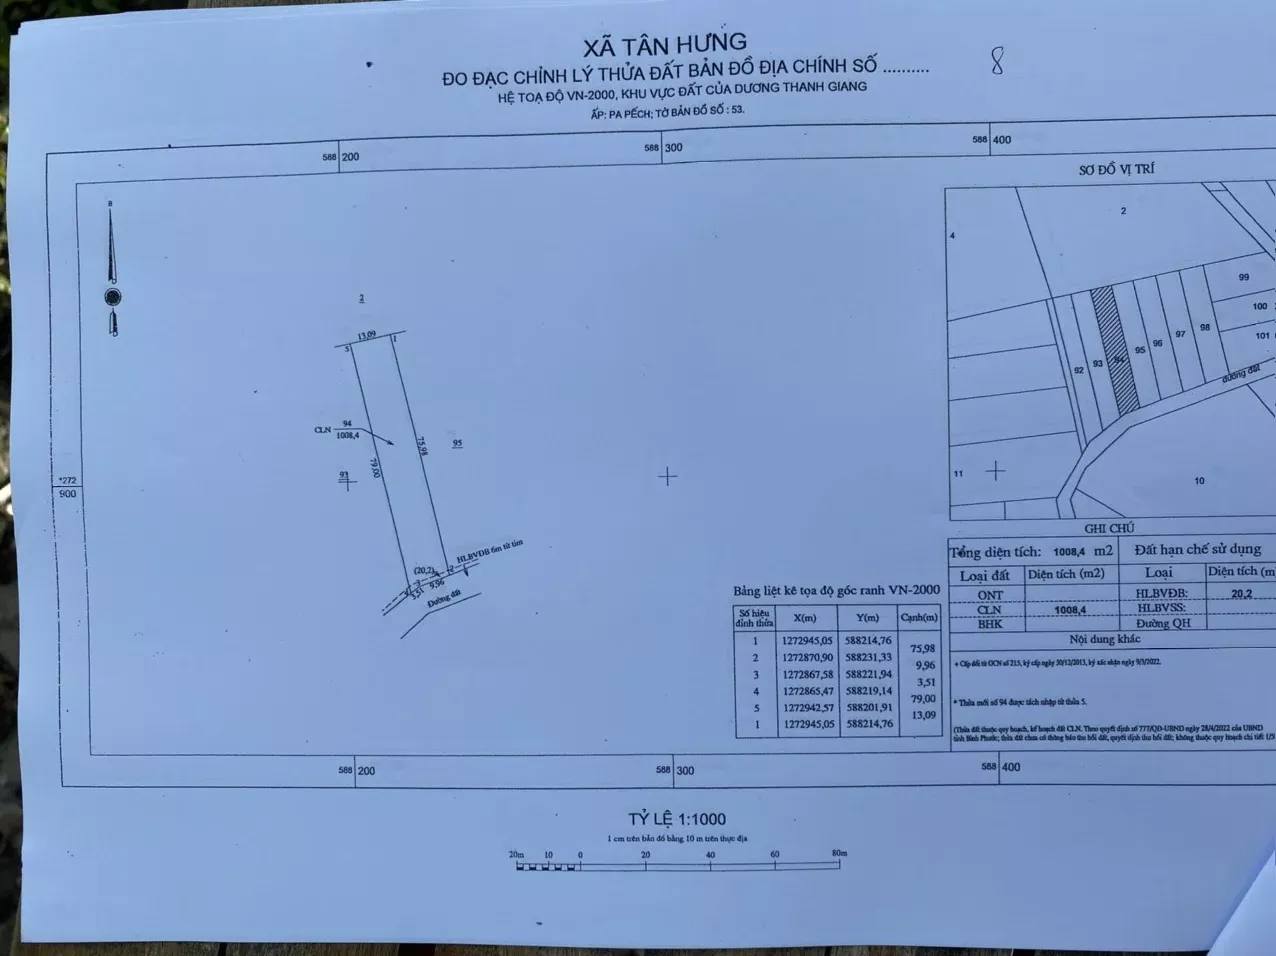 XÃ TÂN HƯNG
ĐO ĐẠC CHỈNH LÝ THỬA ĐẤT BẢN ĐỒ ĐỊA CHÍNH SỐ ..........
8
HỆ TOẠ ĐỘ VN-2000, KHU VỰC ĐẤT CỦA DƯƠNG THANH GIANG
ẤP: PA PẾCH; TỜ BẢN ĐỒ SỐ : 53.
588 200
588 300
588 400
B
2
13,09
5
1
CLN
94
1008,4
75,98
79,00
95
93
*272
900
HLBVĐB 6m từ tim
(20,2)
2
3
9,96
4
3,51
Đường đất
SƠ ĐỒ VỊ TRÍ
2
4
99
100
101
98
97
96
95
94
93
92
đường đất
11
10
GHI CHÚ
Tổng diện tích: 1008,4 m2
Đất hạn chế sử dụng
Loại đất
Diện tích (m2)
Loại
Diện tích (m
ONT
HLBVĐB: 20,2
CLN 1008,4
HLBVSS:
BHK
Đường QH
Nội dung khác
+ Cấp đổi từ GCN số 215, ký cấp ngày 30/12/2013, ký xác nhận ngày 9/3/2022.
* Thửa mới số 94 được tách nhập từ thửa 5.
(Thửa đất thuộc quy hoạch, kế hoạch đất CLN. Theo quyết định số 777/QĐ-UBND ngày 28/4/2022 của UBND
tỉnh Bình Phước; thửa đất chưa có thông báo thu hồi đất, quyết định thu hồi đất; không thuộc quy hoạch chi tiết 1/5
Bảng liệt kê tọa độ góc ranh VN-2000
Số hiệu đỉnh thửa
X(m)
Y(m)
Cạnh(m)
1 1272945,05 588214,76
75,98
2 1272870,90 588231,33
9,96
3 1272867,58 588221,94
3,51
4 1272865,47 588219,14
79,00
5 1272942,57 588201,91
13,09
1 1272945,05 588214,76
588 200
588 300
588 400
TỶ LỆ 1:1000
1 cm trên bản đồ bằng 10 m trên thực địa
20m 10 0 20 40 60 80m